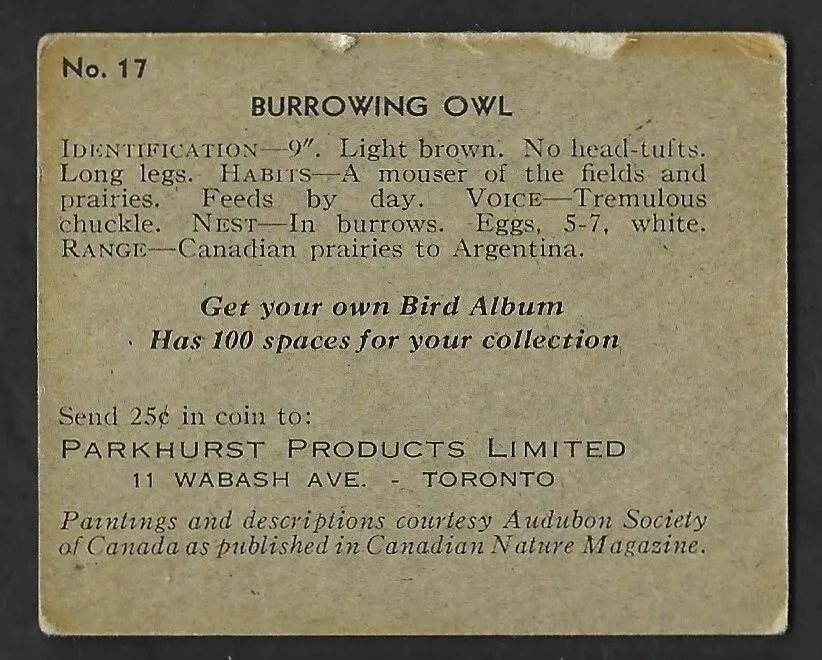 No. 17
BURROWING OWL
IDENTIFICATION—9″. Light brown. No head-tufts.
Long legs. HABITS—A mouser of the fields and
prairies. Feeds by day. VOICE—Tremulous
chuckle. NEST—In burrows. Eggs, 5-7, white.
RANGE—Canadian prairies to Argentina.
Get your own Bird Album
Has 100 spaces for your collection
Send 25¢ in coin to:
PARKHURST PRODUCTS LIMITED
11 WABASH AVE. - TORONTO
Paintings and descriptions courtesy Audubon Society
of Canada as published in Canadian Nature Magazine.